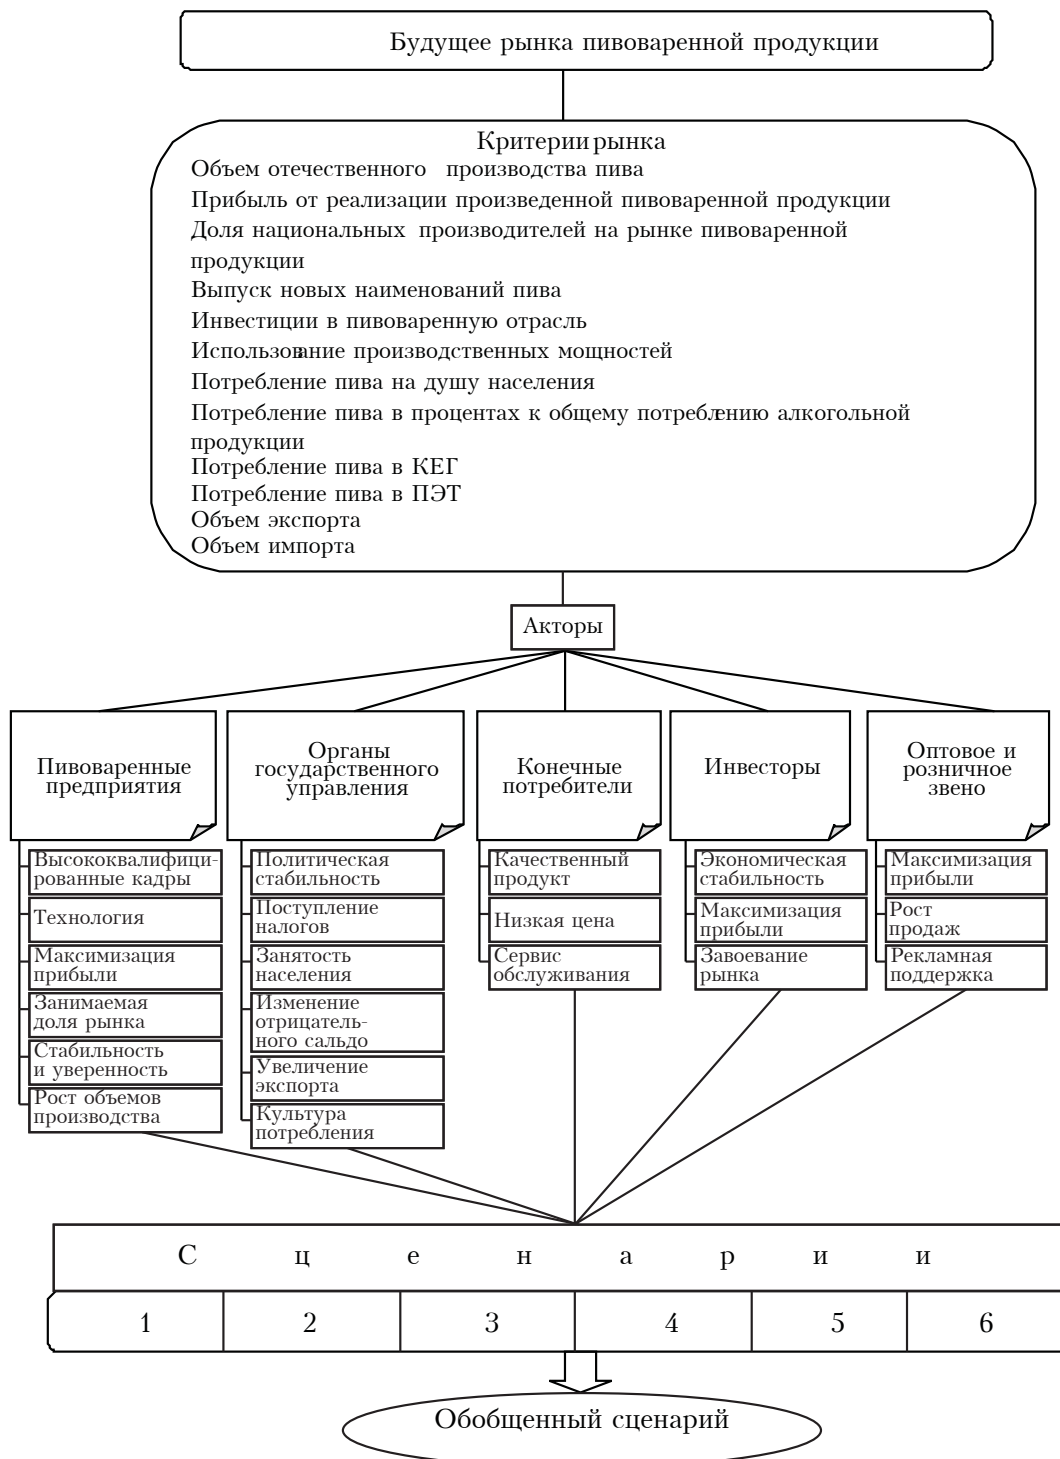 Будущее рынка пивоваренной продукции
Критерии рынка
Объем отечественного производства пива
Прибыль от реализации произведенной пивоваренной продукции
Доля национальных производителей на рынке пивоваренной
продукции
Выпуск новых наименований пива
Инвестиции в пивоваренную отрасль
Использование производственных мощностей
Потребление пива на душу населения
Потребление пива в процентах к общему потреблению алкогольной
продукции
Потребление пива в КЕГ
Потребление пива в ПЭТ
Объем экспорта
Объем импорта
Акторы
Пивоваренные
предприятия
Высококвалифици-
рованные кадры
Технология
Максимизация
прибыли
Занимаемая
доля рынка
Стабильность
и уверенность
Рост объемов
производства
Органы
государственного
управления
Политическая
стабильность
Поступление
налогов
Занятость
населения
Изменение
отрицатель-
ного сальдо
Увеличение
экспорта
Культура
потребления
Конечные
потребители
Качественный
продукт
Низкая цена
Сервис
обслуживания
Инвесторы
Экономическая
стабильность
Максимизация
прибыли
Завоевание
рынка
Оптовое и
розничное
звено
Максимизация
прибыли
Рост
продаж
Рекламная
поддержка
С ц е н а р и и
1 2 3 4 5 6
Обобщенный сценарий